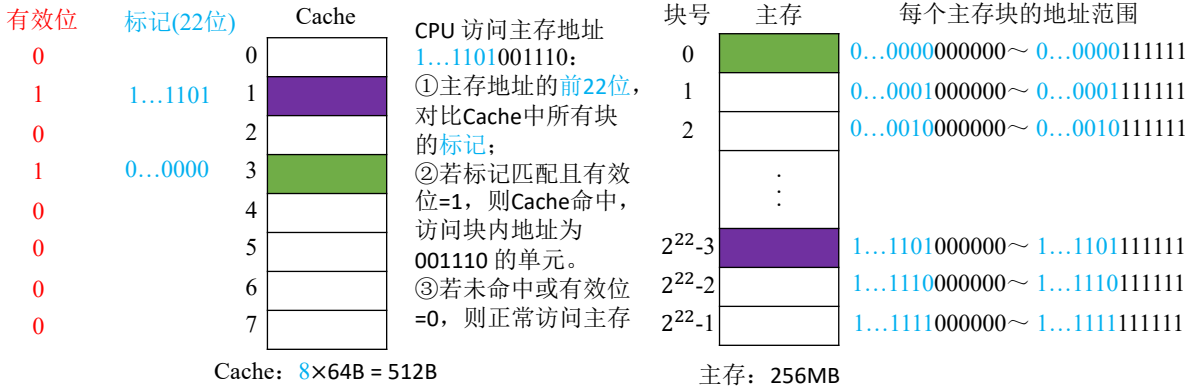 有效位 标记(22位) Cache
0 0
1 1…1101 1
0 2
1 0…0000 3
0 4
0 5
0 6
0 7
Cache：8×64B = 512B
CPU 访问主存地址
1…1101001110：
①主存地址的前22位，
对比Cache中所有块
的标记；
②若标记匹配且有效
位=1，则Cache命中，
访问块内地址为
001110 的单元。
③若未命中或有效位
=0，则正常访问主存
块号 主存 每个主存块的地址范围
0 0…0000000000～ 0…0000111111
1 0…0001000000～ 0…0001111111
2 0…0010000000～ 0…0010111111
⋮
2²²-3 1…1101000000～ 1…1101111111
2²²-2 1…1110000000～ 1…1110111111
2²²-1 1…1111000000～ 1…1111111111
主存：256MB